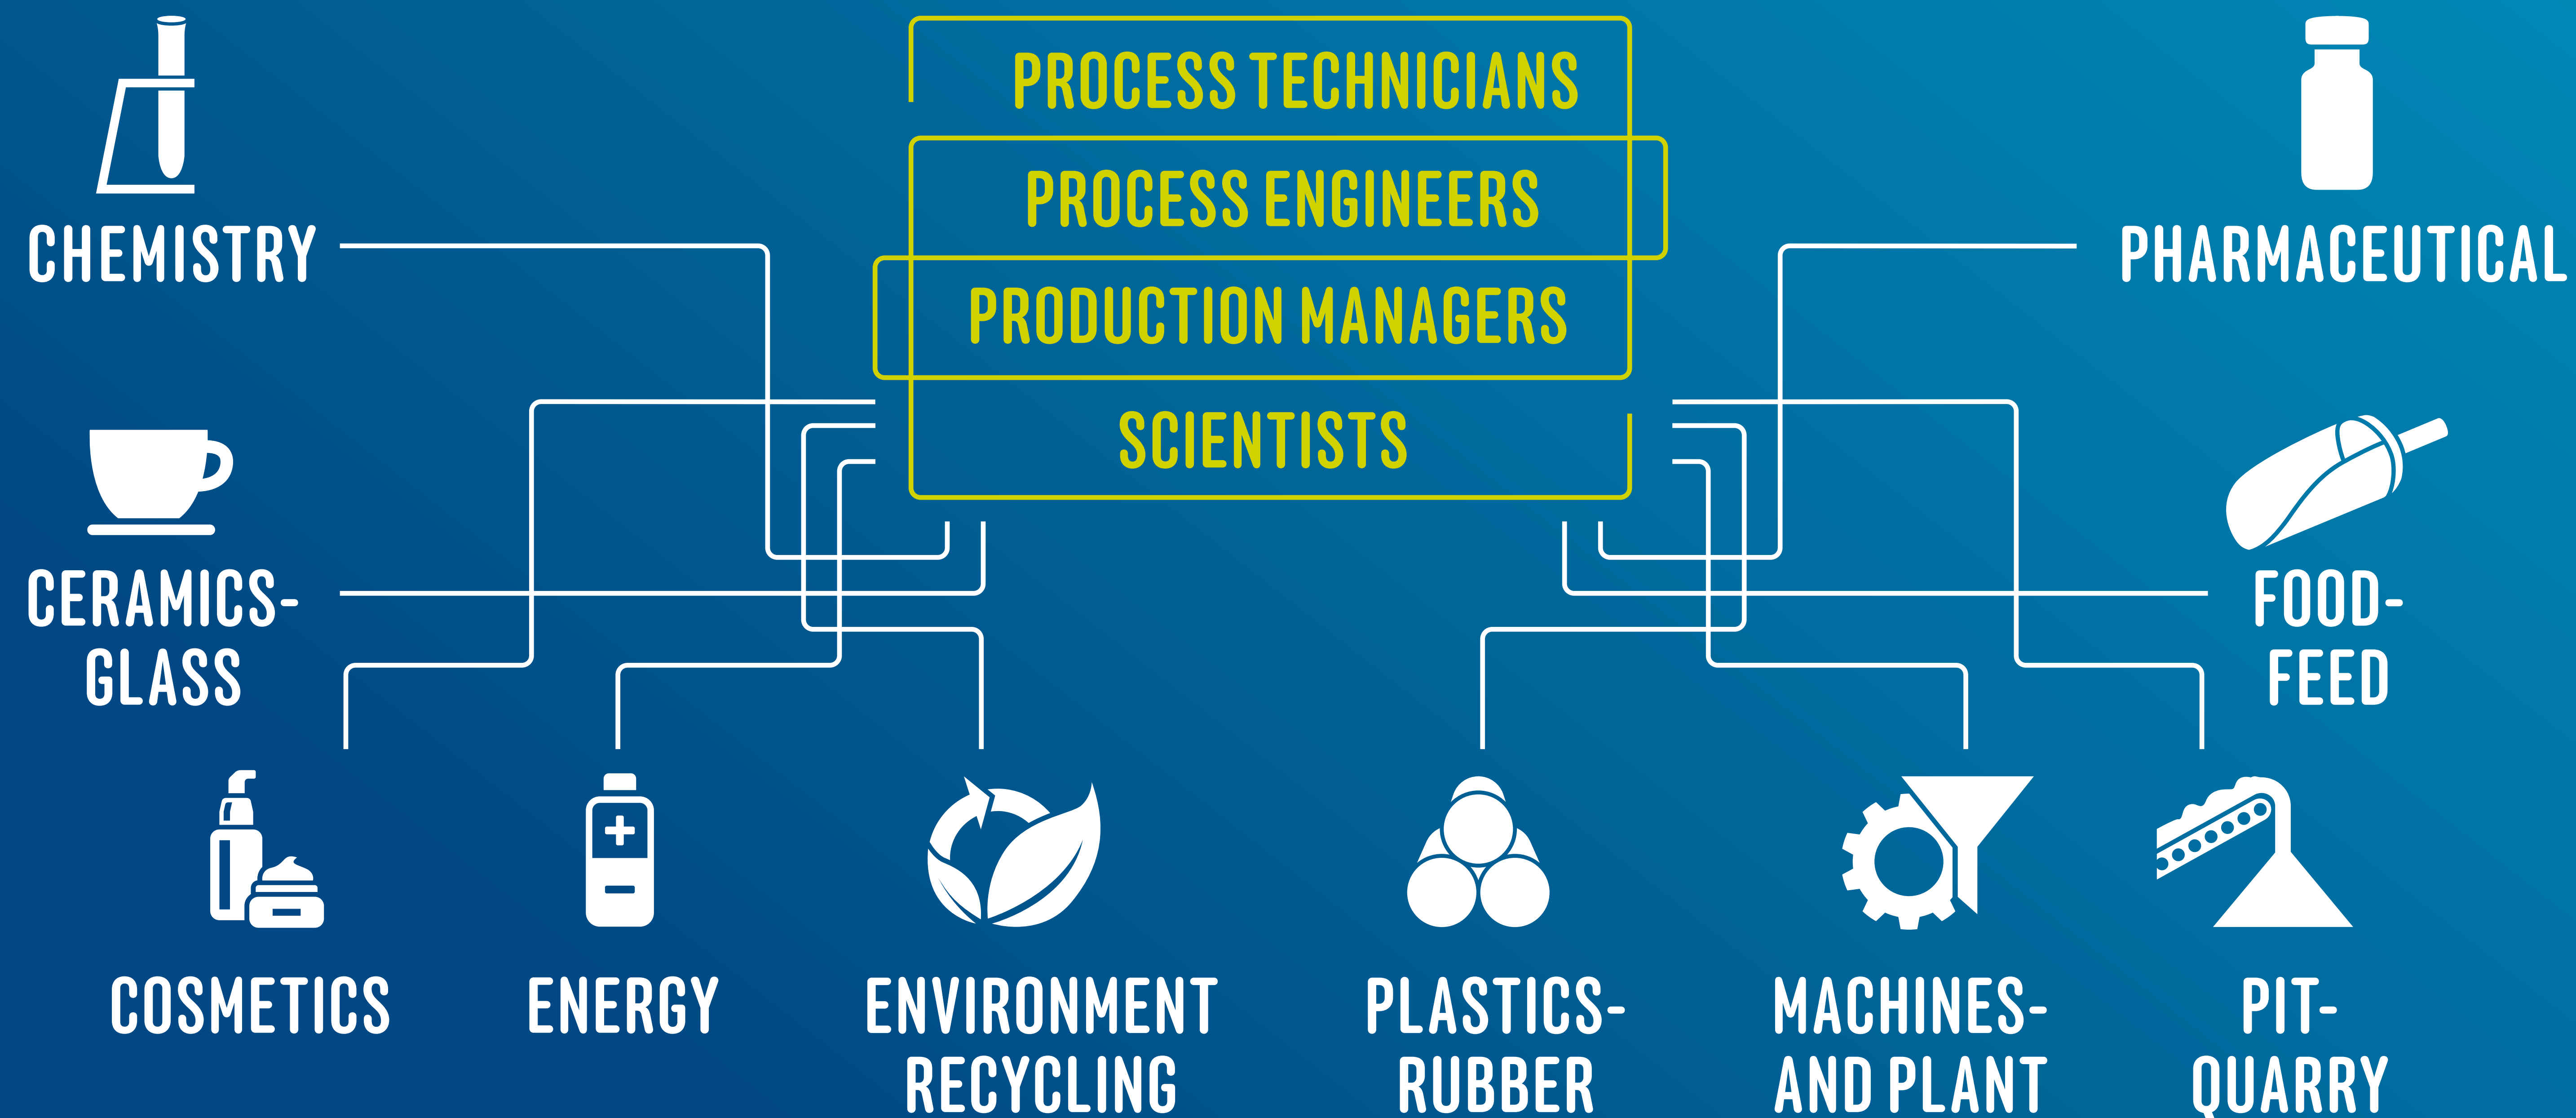 PROCESS TECHNICIANS
PROCESS ENGINEERS
PRODUCTION MANAGERS
SCIENTISTS
CHEMISTRY
PHARMACEUTICAL
CERAMICS-
GLASS
FOOD-
FEED
COSMETICS
ENERGY
ENVIRONMENT
RECYCLING
PLASTICS-
RUBBER
MACHINES-
AND PLANT
PIT-
QUARRY